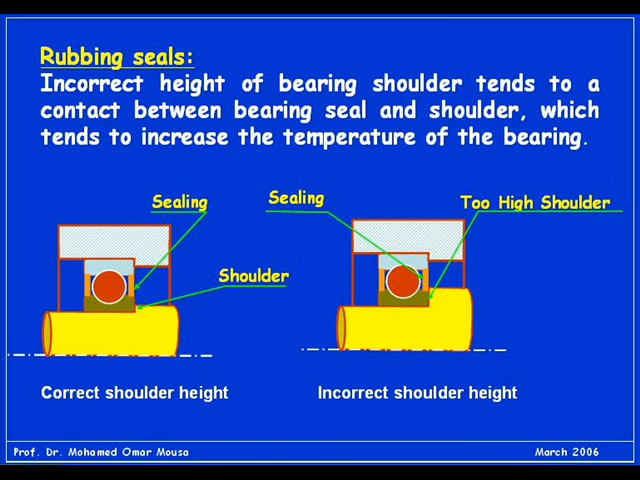 Rubbing seals:
Incorrect height of bearing shoulder tends to a
contact between bearing seal and shoulder, which
tends to increase the temperature of the bearing.
Sealing
Sealing
Too High Shoulder
Shoulder
Correct shoulder height
Incorrect shoulder height
Prof. Dr. Mohamed Omar Mousa
March 2006